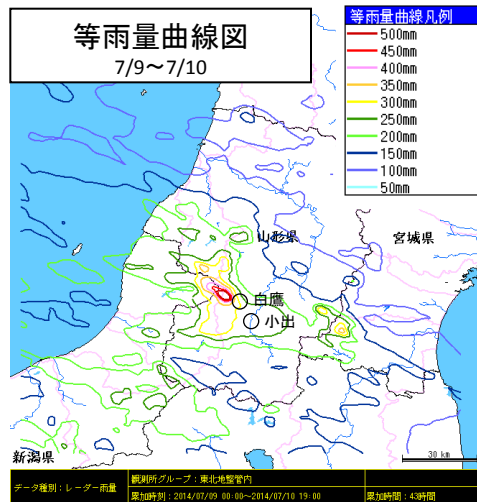 等雨量曲線図
7/9～7/10
等雨量曲線凡例
500mm
450mm
400mm
350mm
300mm
250mm
200mm
150mm
100mm
50mm
山形県
宮城県
白鷹
小出
新潟県
30 km
データ種別：レーダー雨量
観測所グループ：東北地整管内
累加時刻：2014/07/09 00:00～2014/07/10 19:00
累加時間：43時間